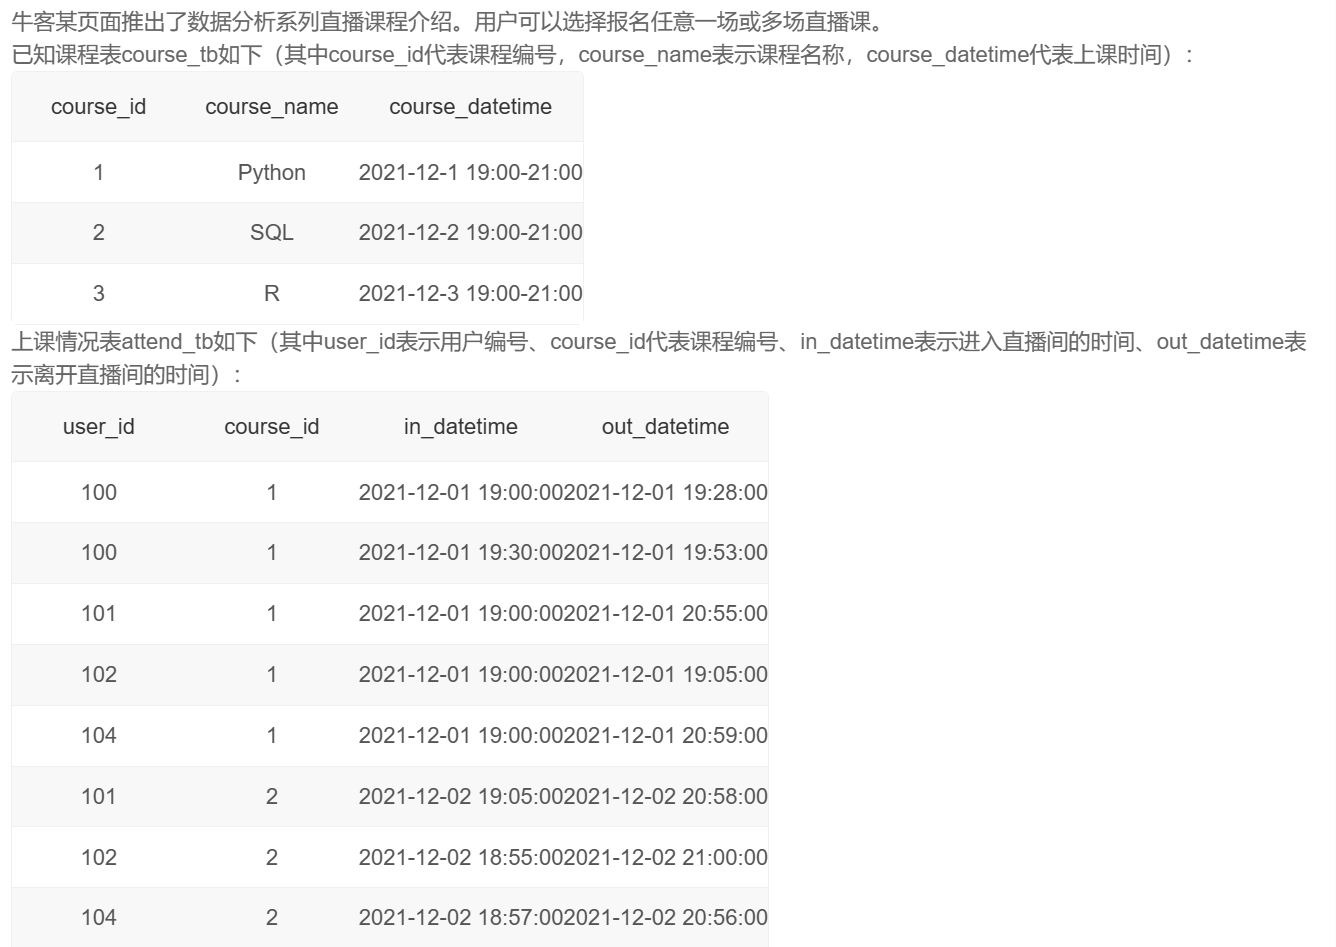 牛客某页面推出了数据分析系列直播课程介绍。用户可以选择报名任意一场或多场直播课。
已知课程表course_tb如下（其中course_id代表课程编号，course_name表示课程名称，course_datetime代表上课时间）：
course_id course_name course_datetime
1 Python 2021-12-1 19:00-21:00
2 SQL 2021-12-2 19:00-21:00
3 R 2021-12-3 19:00-21:00
上课情况表attend_tb如下（其中user_id表示用户编号、course_id代表课程编号、in_datetime表示进入直播间的时间、out_datetime表
示离开直播间的时间）：
user_id course_id in_datetime out_datetime
100 1 2021-12-01 19:00:00 2021-12-01 19:28:00
100 1 2021-12-01 19:30:00 2021-12-01 19:53:00
101 1 2021-12-01 19:00:00 2021-12-01 20:55:00
102 1 2021-12-01 19:00:00 2021-12-01 19:05:00
104 1 2021-12-01 19:00:00 2021-12-01 20:59:00
101 2 2021-12-02 19:05:00 2021-12-02 20:58:00
102 2 2021-12-02 18:55:00 2021-12-02 21:00:00
104 2 2021-12-02 18:57:00 2021-12-02 20:56:00